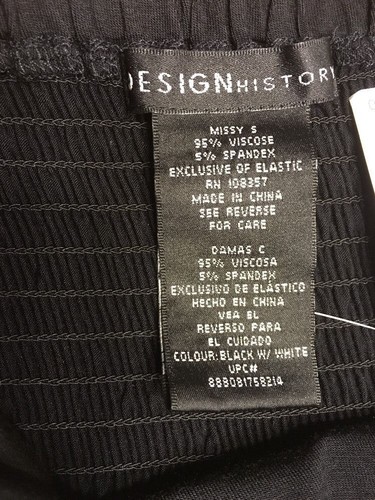 DESIGNHISTORY
MISSY S
95% VISCOSE
5% SPANDEX
EXCLUSIVE OF ELASTIC
RN 108357
MADE IN CHINA
SEE REVERSE
FOR CARE
DAMAS C
95% VISCOSA
5% SPANDEX
EXCLUSIVO DE ELÁSTICO
HECHO EN CHINA
VEA EL
REVERSO PARA
EL CUIDADO
COLOUR:BLACK W/ WHITE
UPC#
888081758214